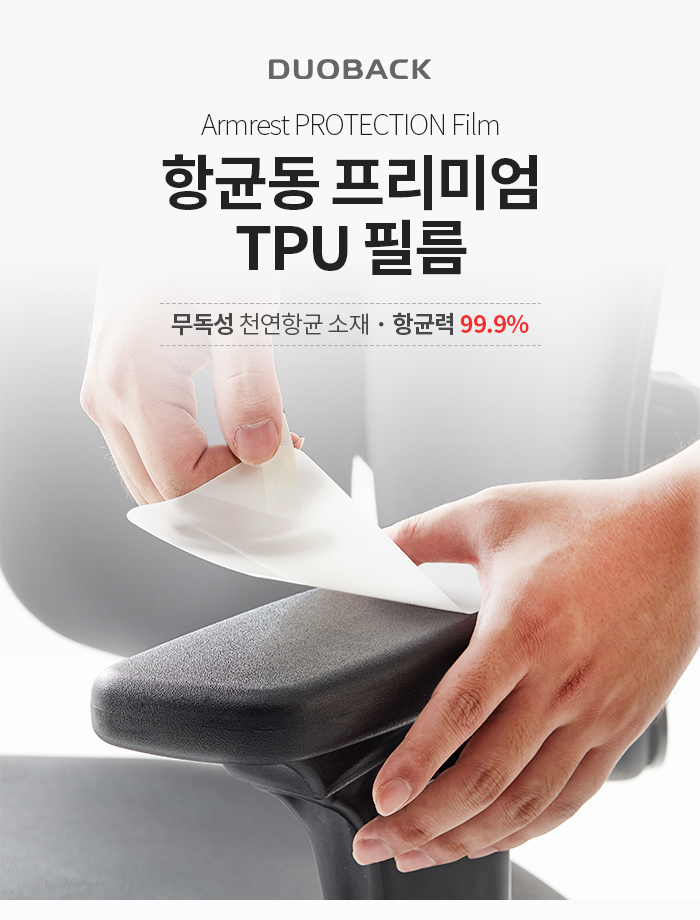 DUOBACK
Armrest PROTECTION Film
항균동 프리미엄
TPU 필름
무독성 천연항균 소재 · 항균력 99.9%